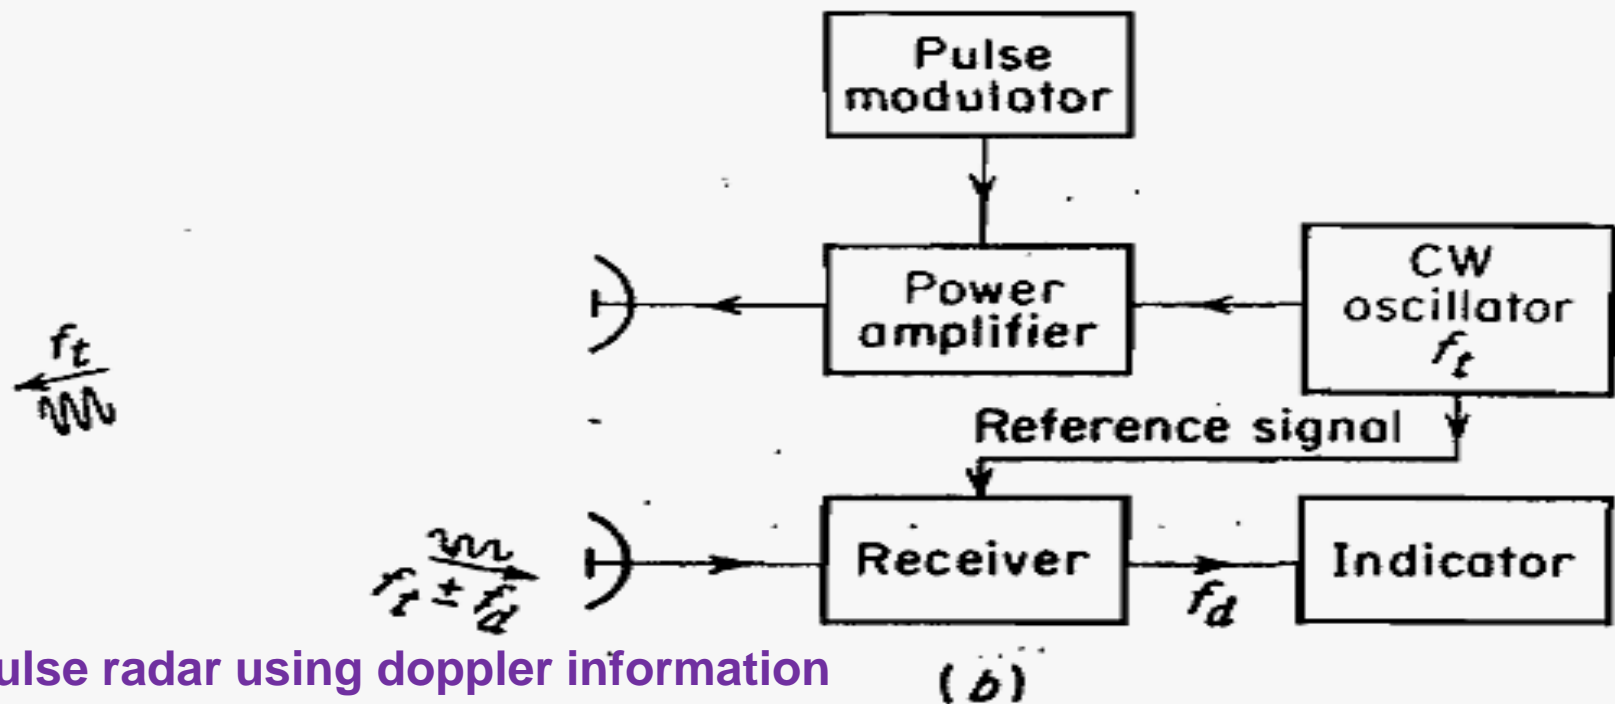 Pulse
modulator
Power
amplifier
CW
oscillator
f_t
f_t
Reference signal
Receiver
Indicator
f_t ± f_d
f_d
ulse radar using doppler information
(b)